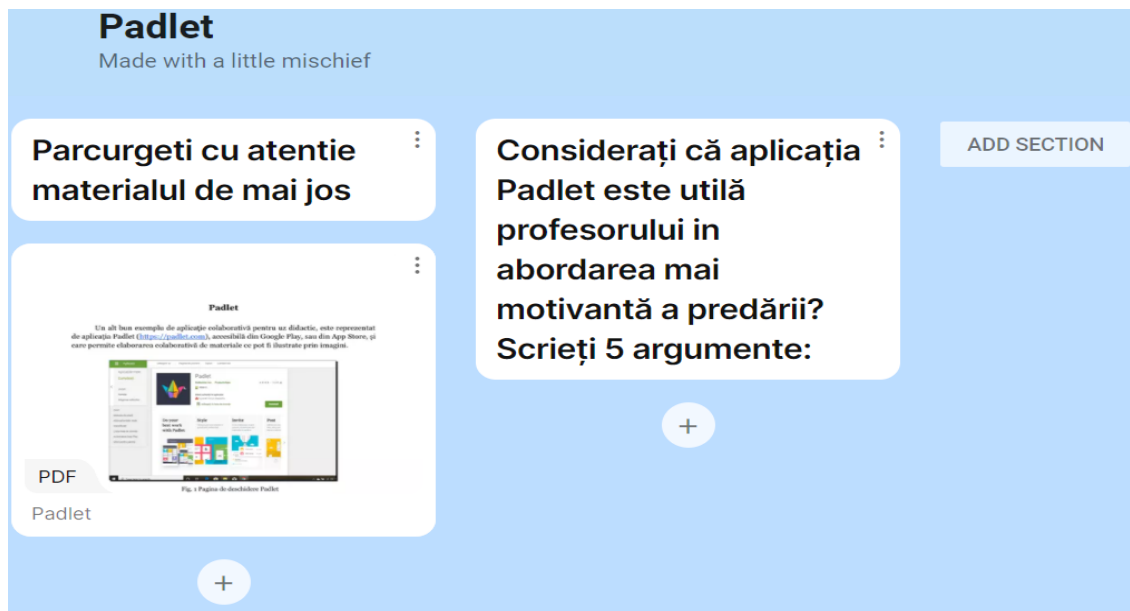 Padlet
Made with a little mischief
Parcurgeti cu atentie
materialul de mai jos
Padlet
Un alt bun exemplu de aplicație colaborativă pentru uz didactic, este reprezentat
de aplicația Padlet (https://padlet.com), accesibilă din Google Play, sau din App Store, și
care permite elaborarea colaborativă de materiale ce pot fi ilustrate prin imagini.
Padlet
Fig. 1 Pagina de deschidere Padlet
PDF
Padlet
Considerați că aplicația
Padlet este utilă
profesorului in
abordarea mai
motivantă a predării?
Scrieți 5 argumente:
ADD SECTION